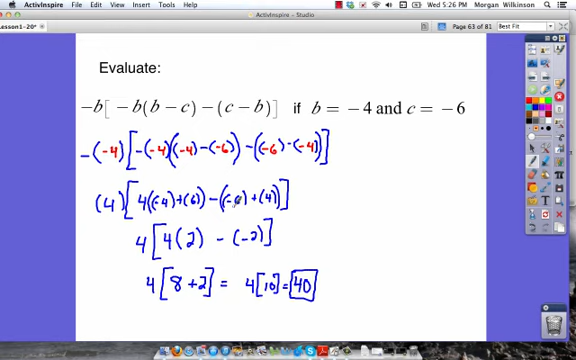 ActivInspire File Edit View Insert Tools Help Wed 5:26 PM Morgan Wilkinson
ActivInspire – Studio
Lesson1-20* Page 63 of 81 Best Fit
Evaluate:
−b[ −b(b − c) − (c − b)] if b = −4 and c = −6
-(-4)[-(-4)((-4)-(-6))-((-6)--(-4)]
(4)[4((-4)+(6))-((-6)+(4)]
4[4(2) - (-2)]
4[8+2] = 4[10]=40